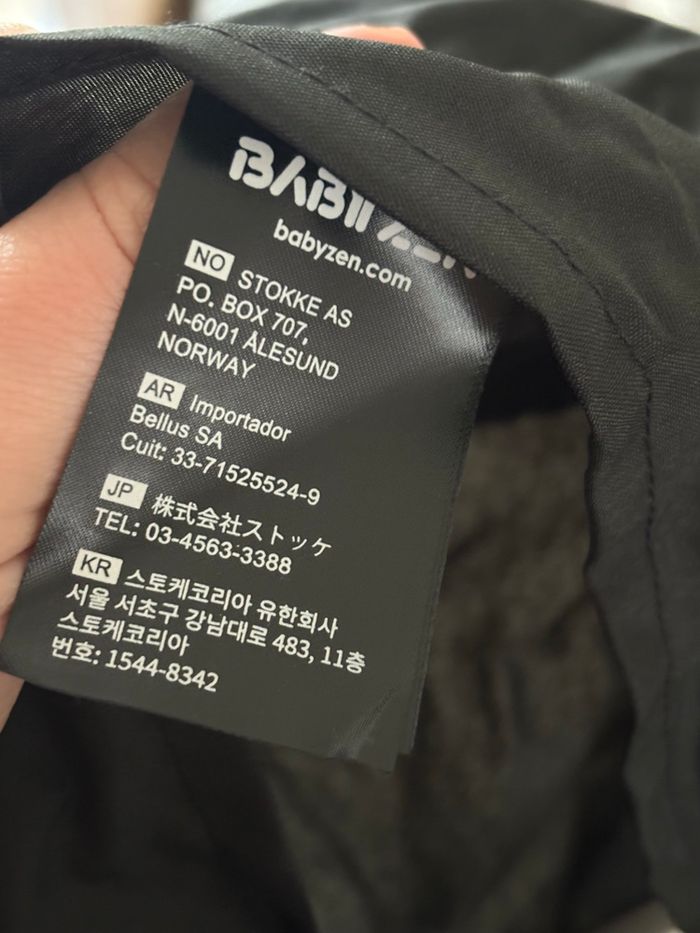 BABYZEN
babyzen.com
NO STOKKE AS
PO. BOX 707,
N-6001 ÅLESUND
NORWAY
AR Importador
Bellus SA
Cuit: 33-71525524-9
JP 株式会社ストッケ
TEL: 03-4563-3388
KR 스토케코리아 유한회사
서울 서초구 강남대로 483, 11층
스토케코리아
번호: 1544-8342